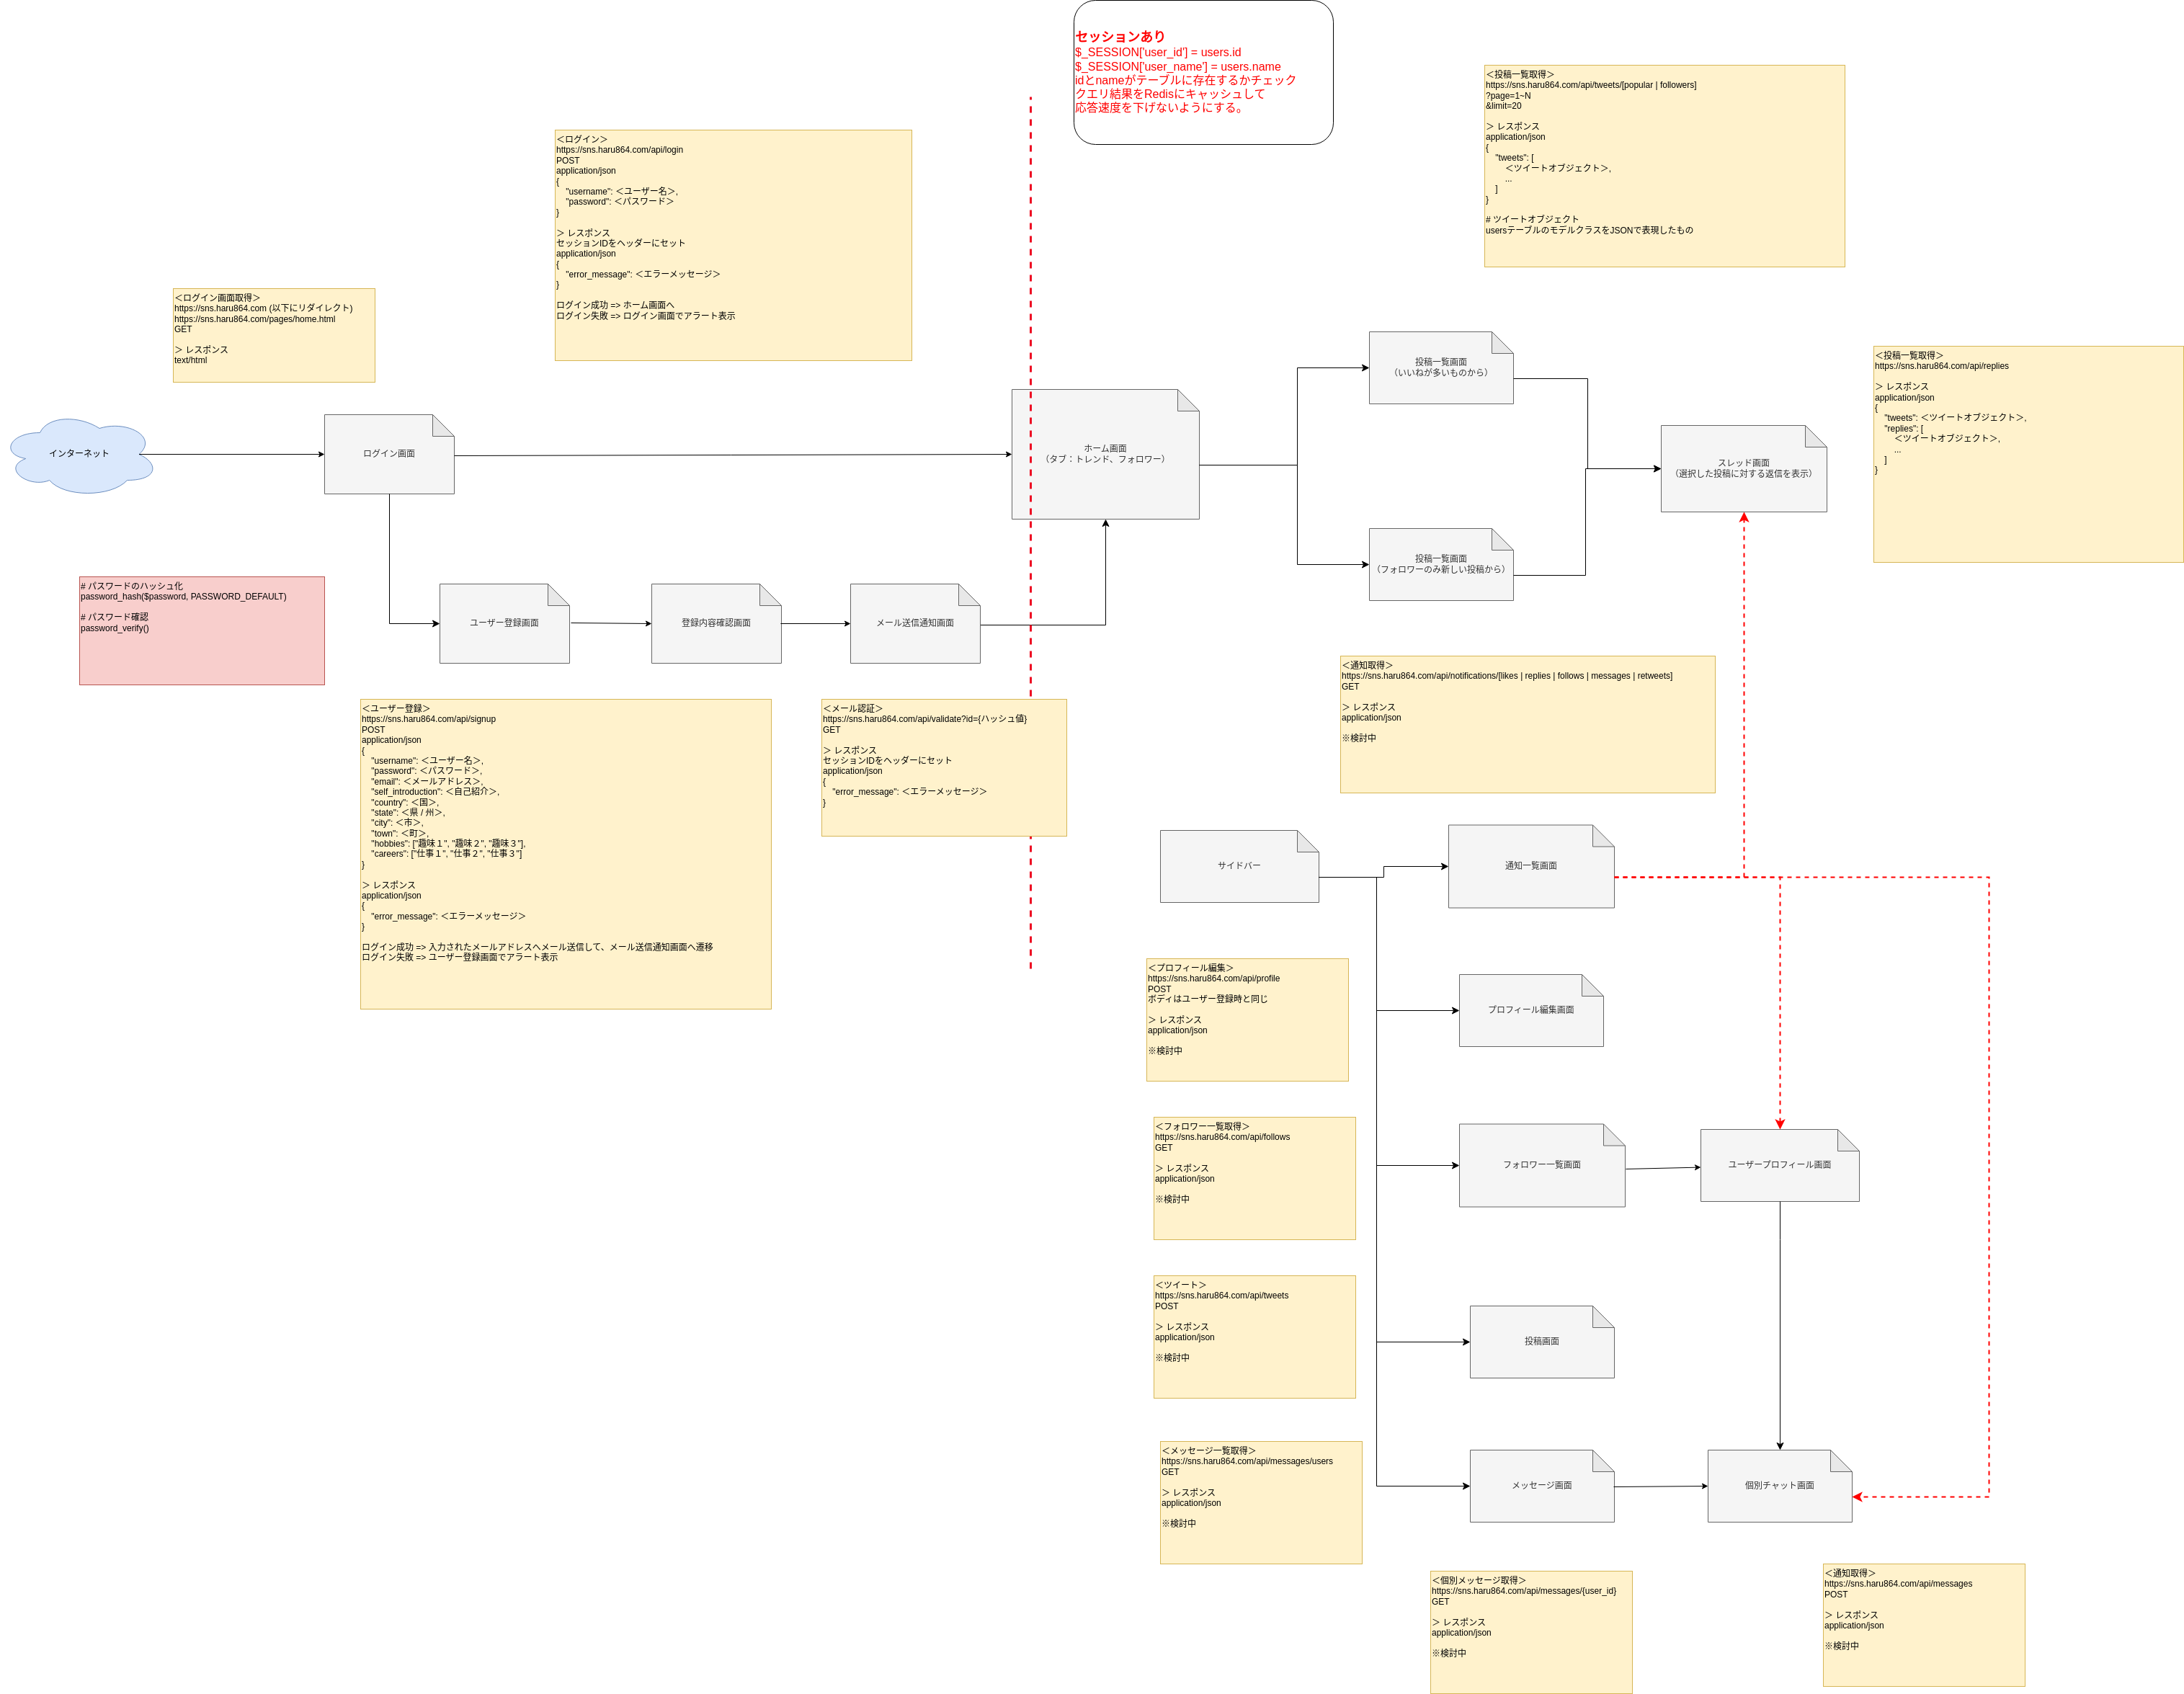 セッションあり
$_SESSION['user_id'] = users.id
$_SESSION['user_name'] = users.name
idとnameがテーブルに存在するかチェック
クエリ結果をRedisにキャッシュして
応答速度を下げないようにする。
＜投稿一覧取得＞
https://sns.haru864.com/api/tweets/[popular | followers]
?page=1~N
&limit=20
＞ レスポンス
application/json
{
"tweets": [
＜ツイートオブジェクト＞,
...
]
}
# ツイートオブジェクト
usersテーブルのモデルクラスをJSONで表現したもの
＜ログイン＞
https://sns.haru864.com/api/login
POST
application/json
{
"username": ＜ユーザー名＞,
"password": ＜パスワード＞
}
＞ レスポンス
セッションIDをヘッダーにセット
application/json
{
"error_message": ＜エラーメッセージ＞
}
ログイン成功 => ホーム画面へ
ログイン失敗 => ログイン画面でアラート表示
＜ログイン画面取得＞
https://sns.haru864.com (以下にリダイレクト)
https://sns.haru864.com/pages/home.html
GET
＞ レスポンス
text/html
インターネット
ログイン画面
ホーム画面
（タブ：トレンド、フォロワー）
投稿一覧画面
（いいねが多いものから）
スレッド画面
（選択した投稿に対する返信を表示）
投稿一覧画面
（フォロワーのみ新しい投稿から）
＜投稿一覧取得＞
https://sns.haru864.com/api/replies
＞ レスポンス
application/json
{
"tweets": ＜ツイートオブジェクト＞,
"replies": [
＜ツイートオブジェクト＞,
...
]
}
# パスワードのハッシュ化
password_hash($password, PASSWORD_DEFAULT)
# パスワード確認
password_verify()
ユーザー登録画面
登録内容確認画面
メール送信通知画面
＜ユーザー登録＞
https://sns.haru864.com/api/signup
POST
application/json
{
"username": ＜ユーザー名＞,
"password": ＜パスワード＞,
"email": ＜メールアドレス＞,
"self_introduction": ＜自己紹介＞,
"country": ＜国＞,
"state": ＜県 / 州＞,
"city": ＜市＞,
"town": ＜町＞,
"hobbies": ["趣味１", "趣味２", "趣味３"],
"careers": ["仕事１", "仕事２", "仕事３"]
}
＞ レスポンス
application/json
{
"error_message": ＜エラーメッセージ＞
}
ログイン成功 => 入力されたメールアドレスへメール送信して、メール送信通知画面へ遷移
ログイン失敗 => ユーザー登録画面でアラート表示
＜メール認証＞
https://sns.haru864.com/api/validate?id={ハッシュ値}
GET
＞ レスポンス
セッションIDをヘッダーにセット
application/json
{
"error_message": ＜エラーメッセージ＞
}
＜通知取得＞
https://sns.haru864.com/api/notifications/[likes | replies | follows | messages | retweets]
GET
＞ レスポンス
application/json
※検討中
サイドバー
通知一覧画面
＜プロフィール編集＞
https://sns.haru864.com/api/profile
POST
ボディはユーザー登録時と同じ
＞ レスポンス
application/json
※検討中
プロフィール編集画面
＜フォロワー一覧取得＞
https://sns.haru864.com/api/follows
GET
＞ レスポンス
application/json
※検討中
フォロワー一覧画面
ユーザープロフィール画面
＜ツイート＞
https://sns.haru864.com/api/tweets
POST
＞ レスポンス
application/json
※検討中
投稿画面
＜メッセージ一覧取得＞
https://sns.haru864.com/api/messages/users
GET
＞ レスポンス
application/json
※検討中
メッセージ画面
個別チャット画面
＜個別メッセージ取得＞
https://sns.haru864.com/api/messages/{user_id}
GET
＞ レスポンス
application/json
※検討中
＜通知取得＞
https://sns.haru864.com/api/messages
POST
＞ レスポンス
application/json
※検討中